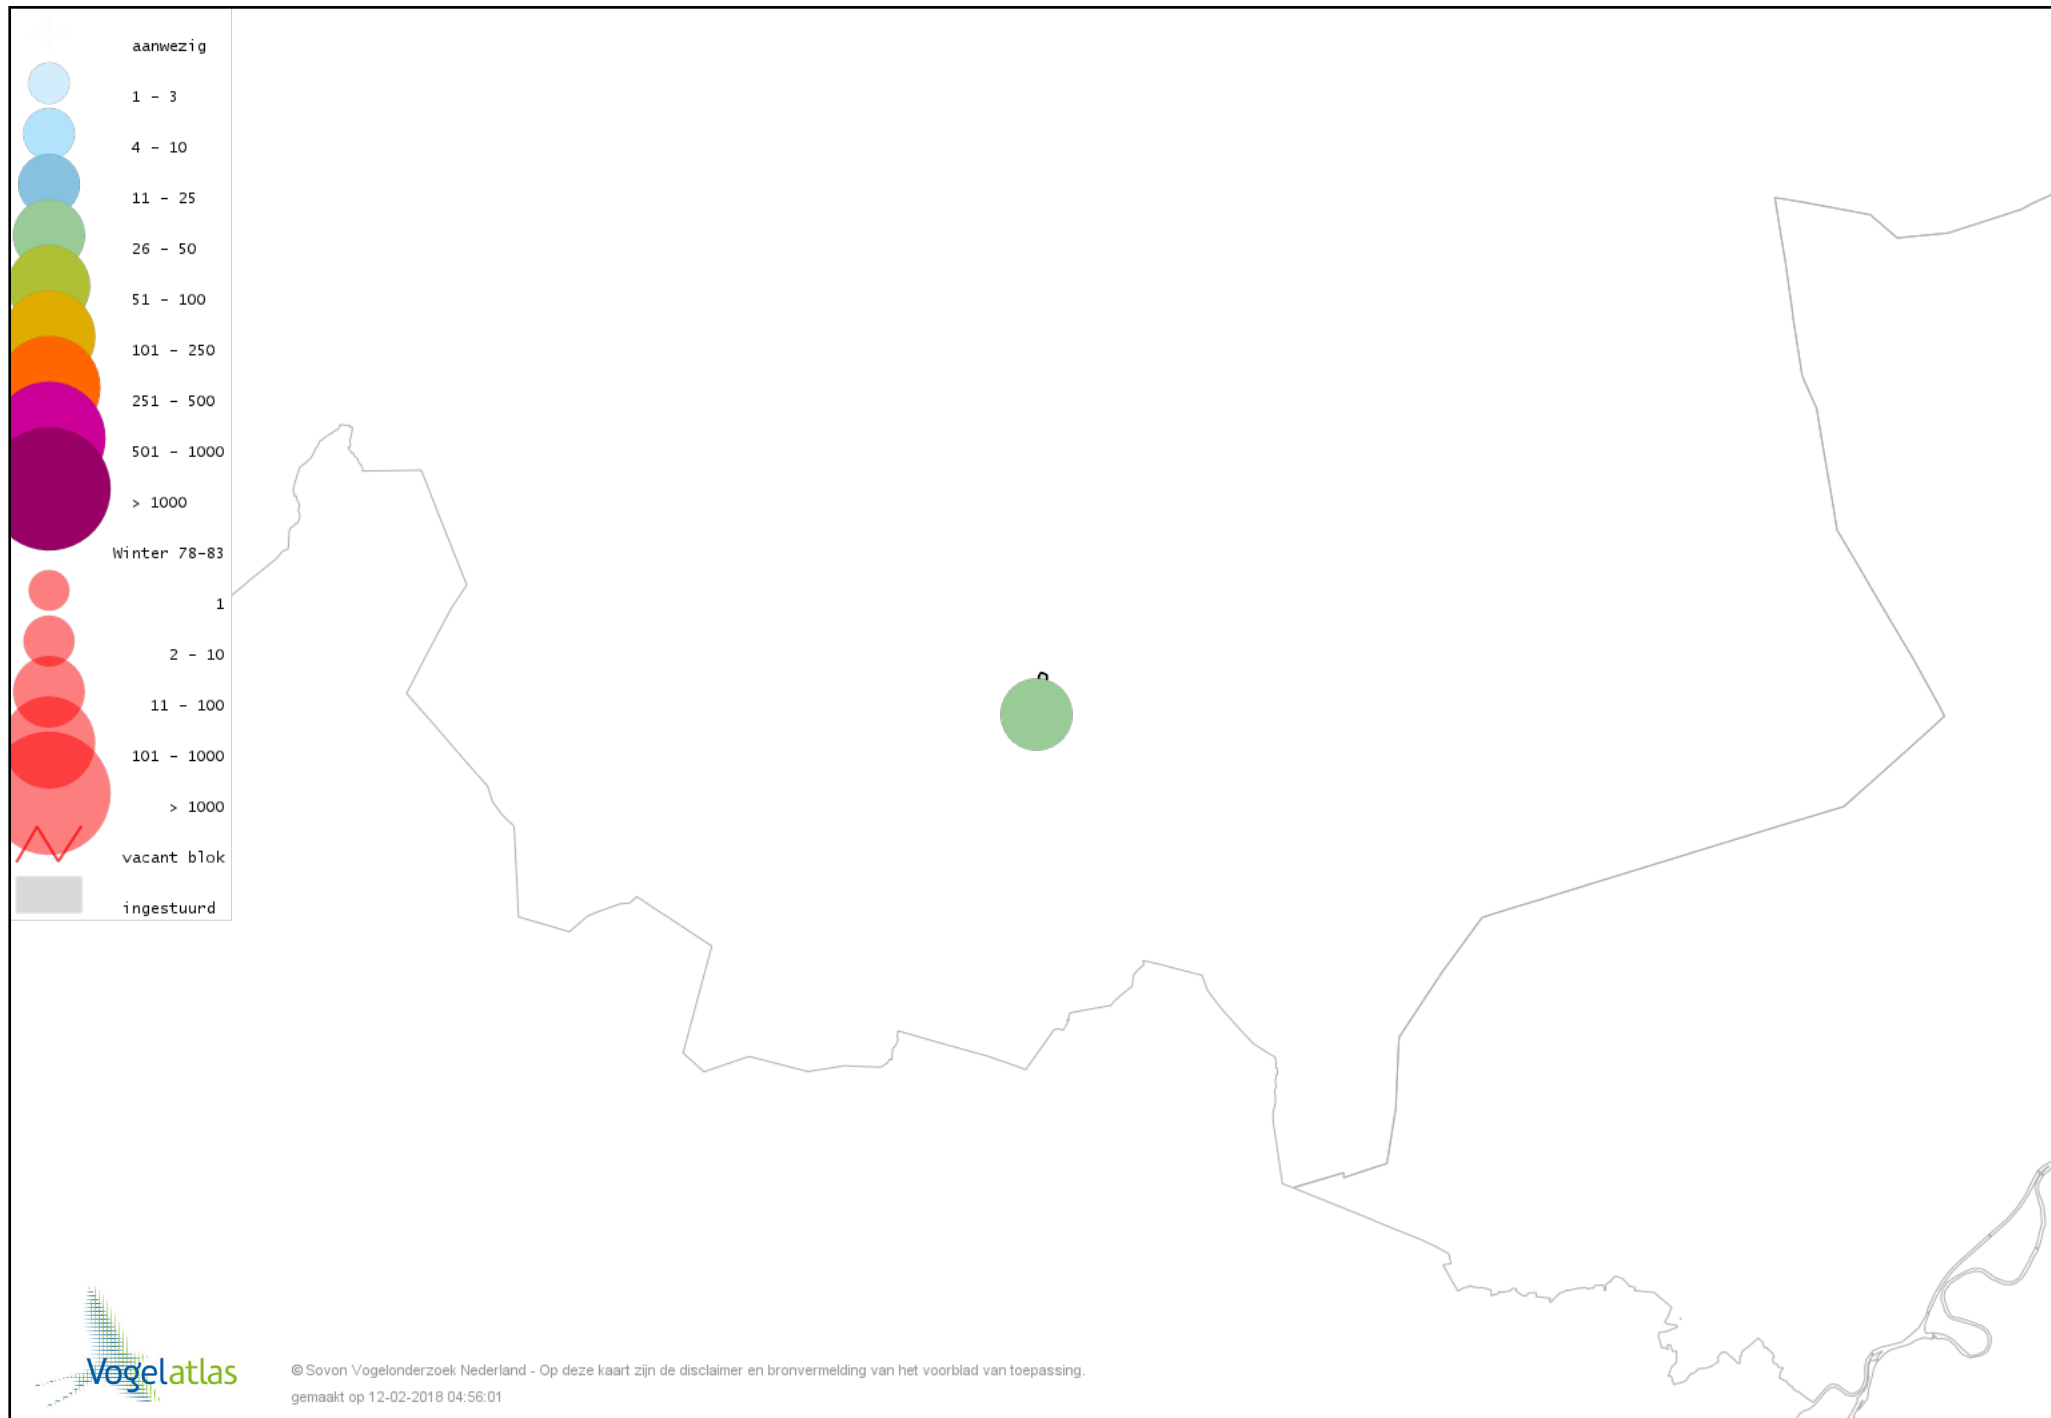 aanwezig
1 - 3
4 - 10
11 - 25
26 - 50
51 - 100
101 - 250
251 - 500
501 - 1000
> 1000
Winter 78-83
1
2 - 10
11 - 100
101 - 1000
> 1000
vacant blok
ingestuurd
Vogelatlas
© Sovon Vogelonderzoek Nederland - Op deze kaart zijn de disclaimer en bronvermelding van het voorblad van toepassing.
gemaakt op 12-02-2018 04:56:01